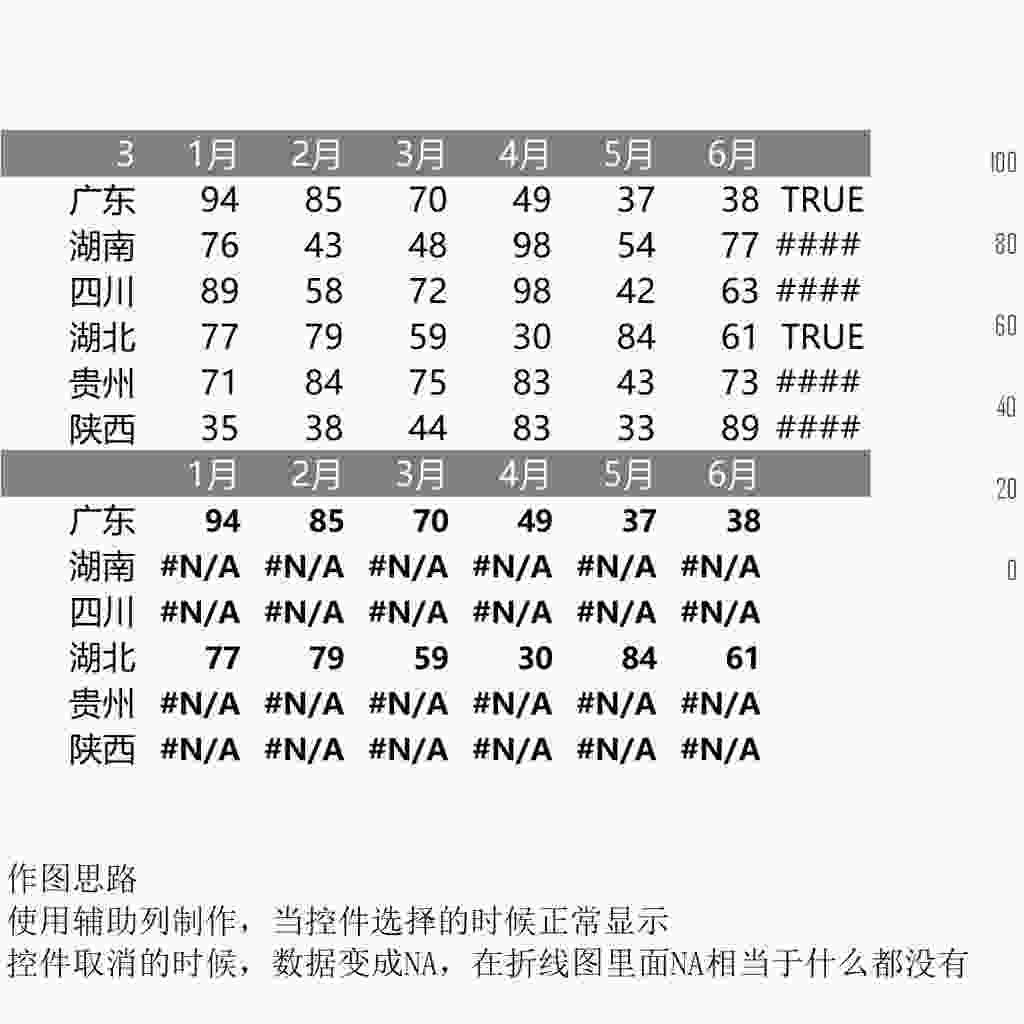 3 1月 2月 3月 4月 5月 6月
广东 94 85 70 49 37 38 TRUE
湖南 76 43 48 98 54 77 ####
四川 89 58 72 98 42 63 ####
湖北 77 79 59 30 84 61 TRUE
贵州 71 84 75 83 43 73 ####
陕西 35 38 44 83 33 89 ####
1月 2月 3月 4月 5月 6月
广东 94 85 70 49 37 38
湖南 #N/A #N/A #N/A #N/A #N/A #N/A
四川 #N/A #N/A #N/A #N/A #N/A #N/A
湖北 77 79 59 30 84 61
贵州 #N/A #N/A #N/A #N/A #N/A #N/A
陕西 #N/A #N/A #N/A #N/A #N/A #N/A
100
80
60
40
20
0
作图思路
使用辅助列制作，当控件选择的时候正常显示
控件取消的时候，数据变成NA，在折线图里面NA相当于什么都没有